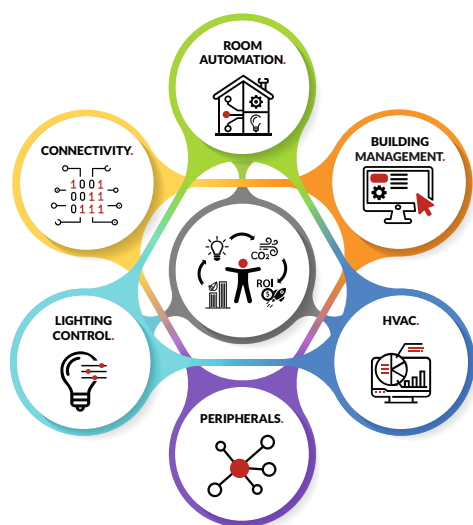 ROOM
AUTOMATION.
CONNECTIVITY.
1001
0011
0111
BUILDING
MANAGEMENT.
CO₂
ROI
$
LIGHTING
CONTROL.
HVAC.
PERIPHERALS.